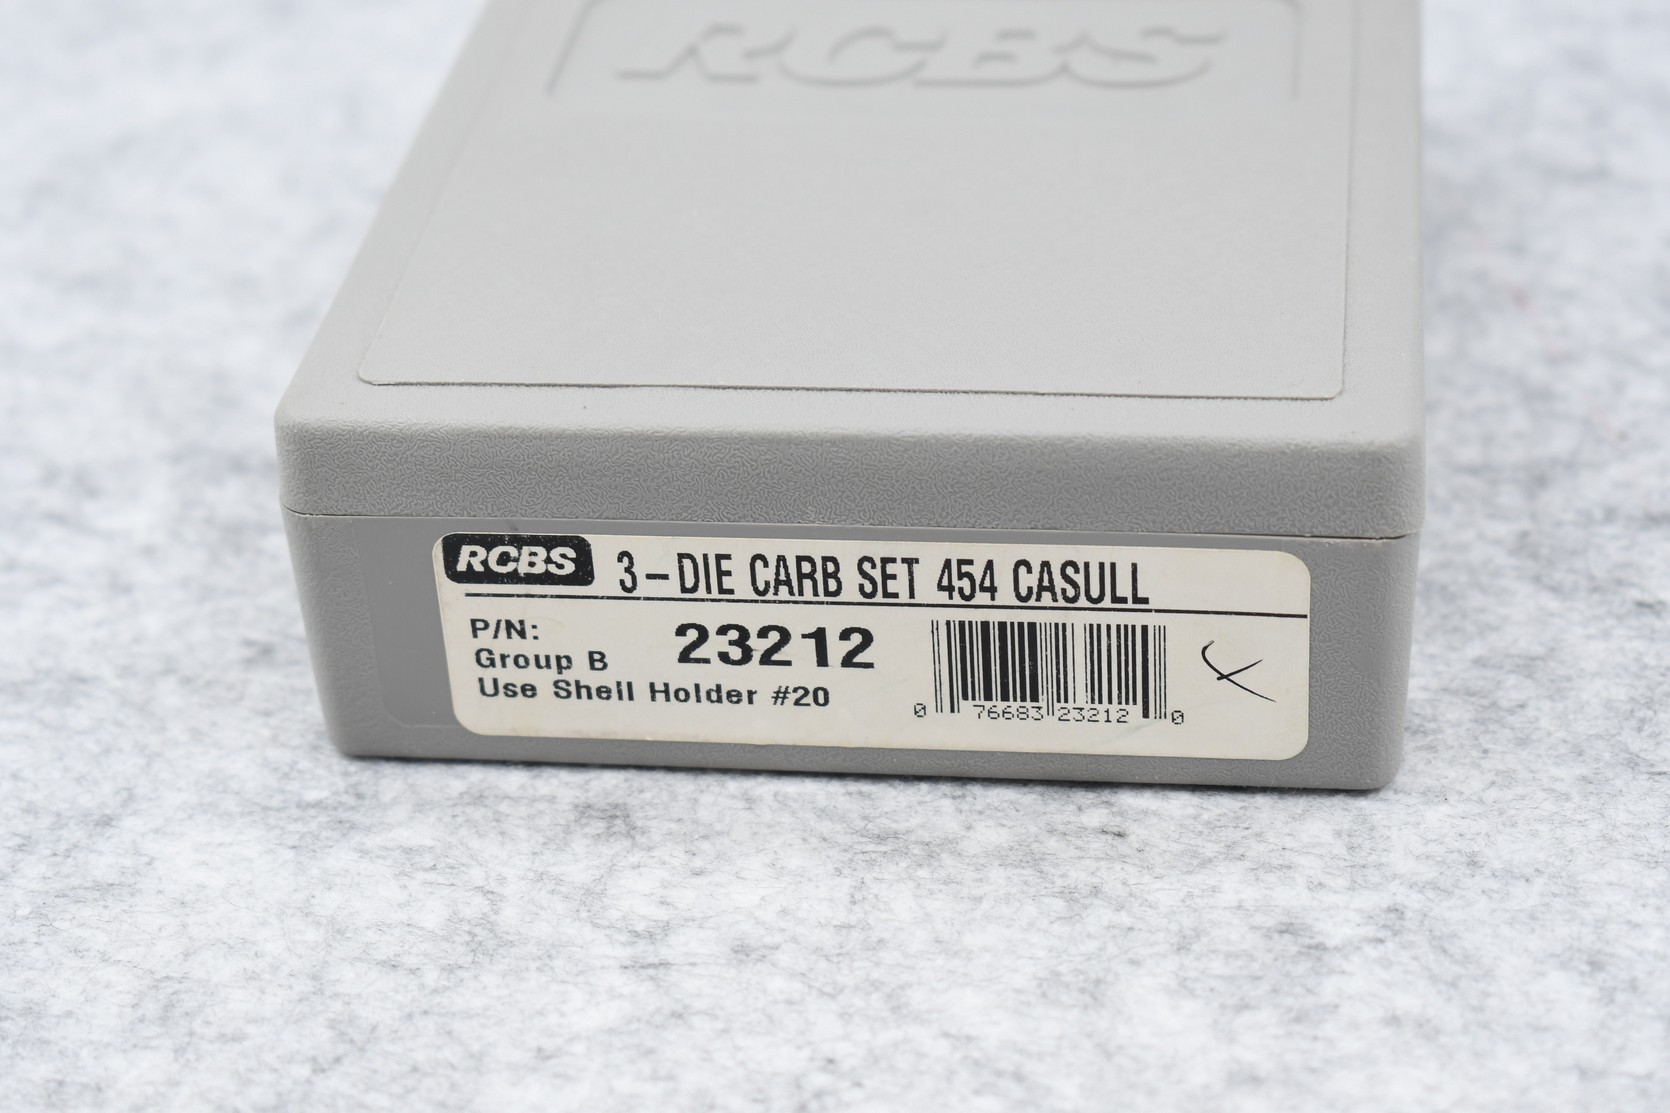 RCBS
RCBS 3-DIE CARB SET 454 CASULL
P/N: 23212
Group B
Use Shell Holder #20
0 76683 23212 0